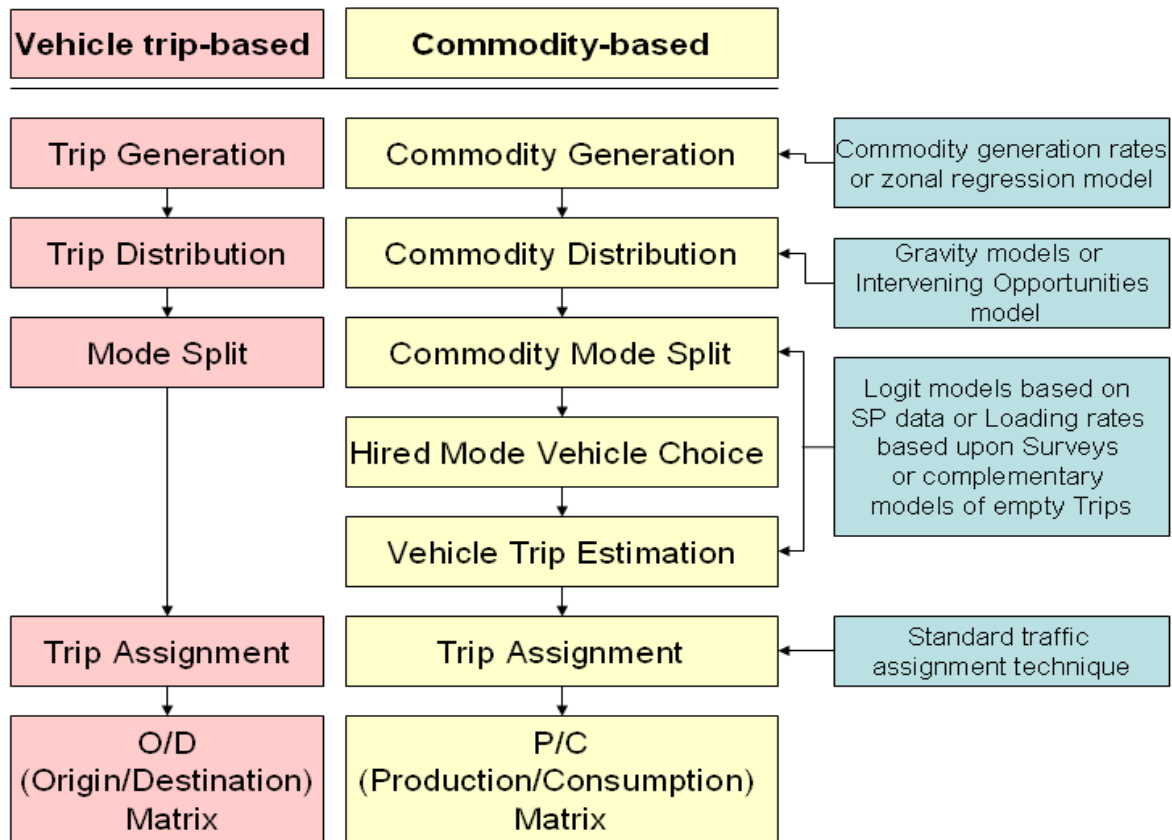 Vehicle trip-based
Commodity-based
Trip Generation
Commodity Generation
Commodity generation rates
or zonal regression model
Trip Distribution
Commodity Distribution
Gravity models or
Intervening Opportunities
model
Mode Split
Commodity Mode Split
Logit models based on
SP data or Loading rates
based upon Surveys
or complementary
models of empty Trips
Hired Mode Vehicle Choice
Vehicle Trip Estimation
Trip Assignment
Trip Assignment
Standard traffic
assignment technique
O/D
(Origin/Destination)
Matrix
P/C
(Production/Consumption)
Matrix